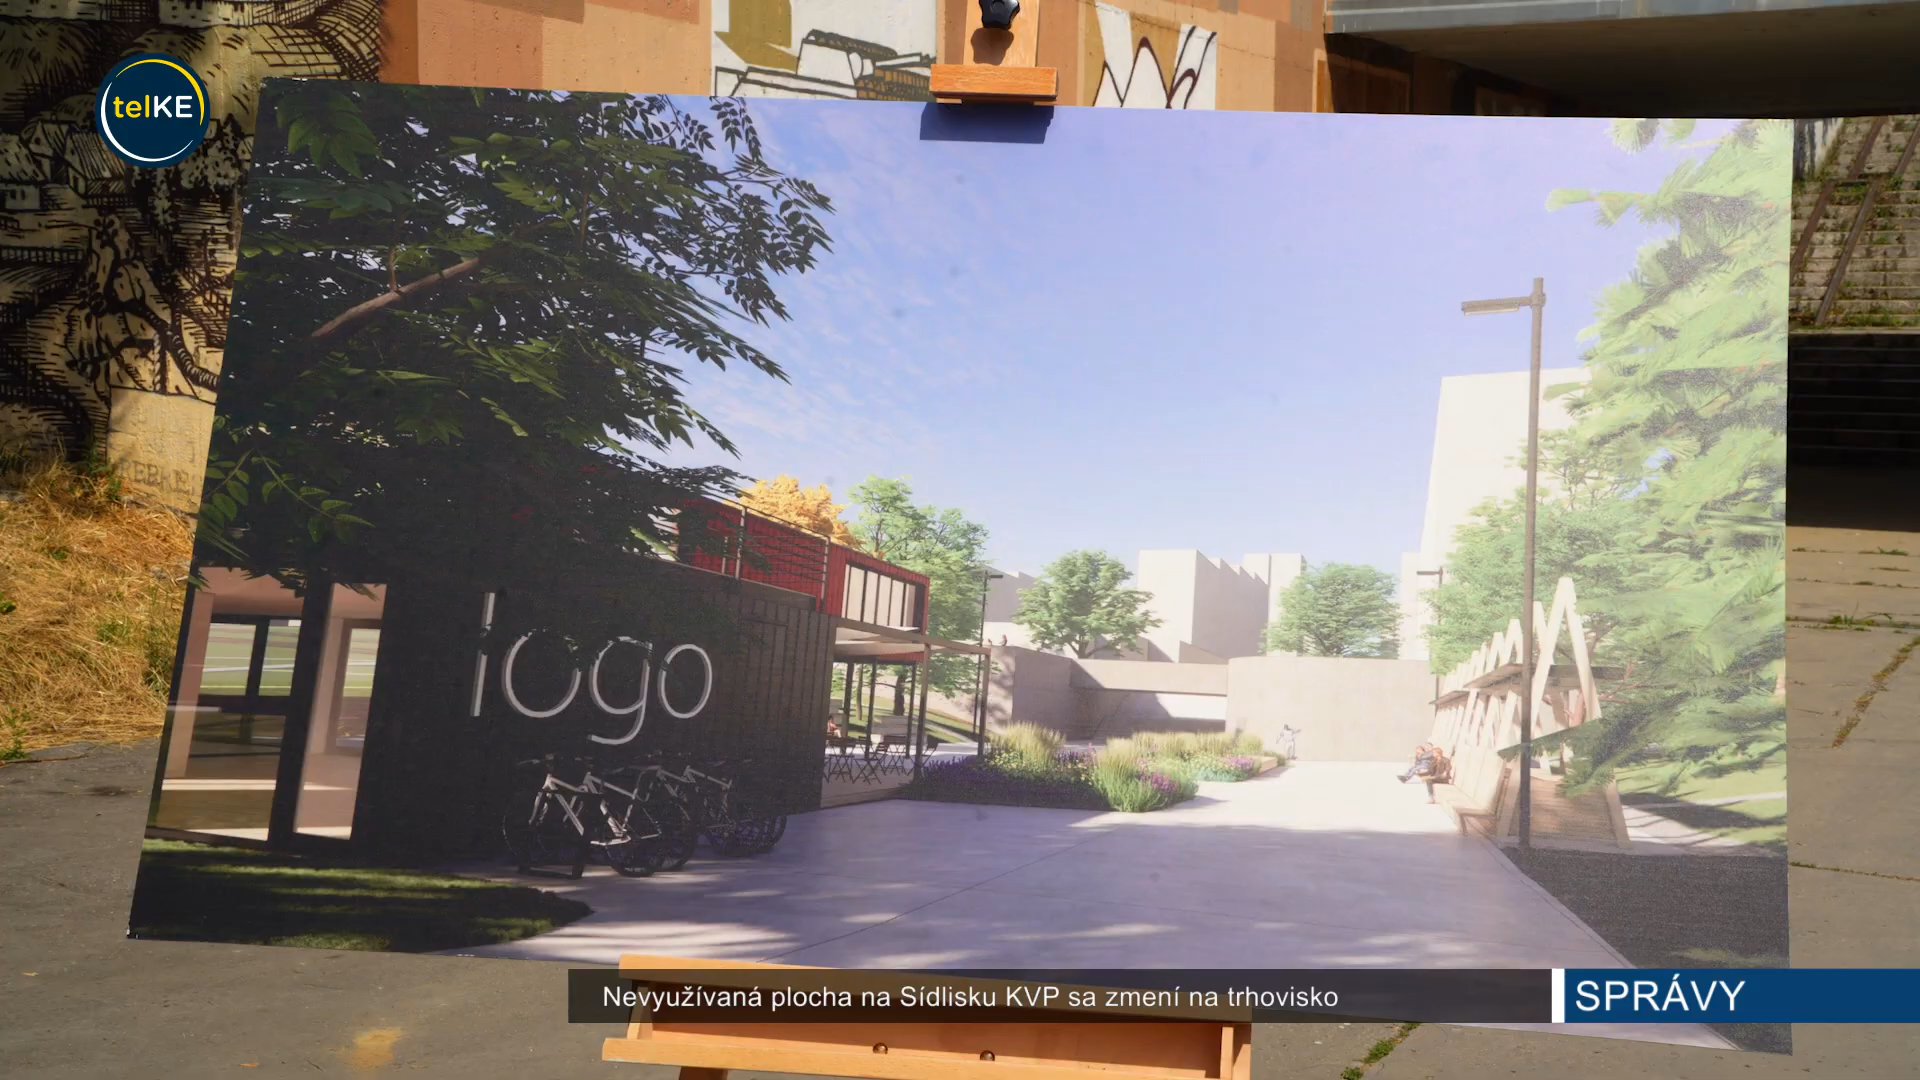 telKE
logo
Nevyužívaná plocha na Sídlisku KVP sa zmení na trhovisko
SPRÁVY